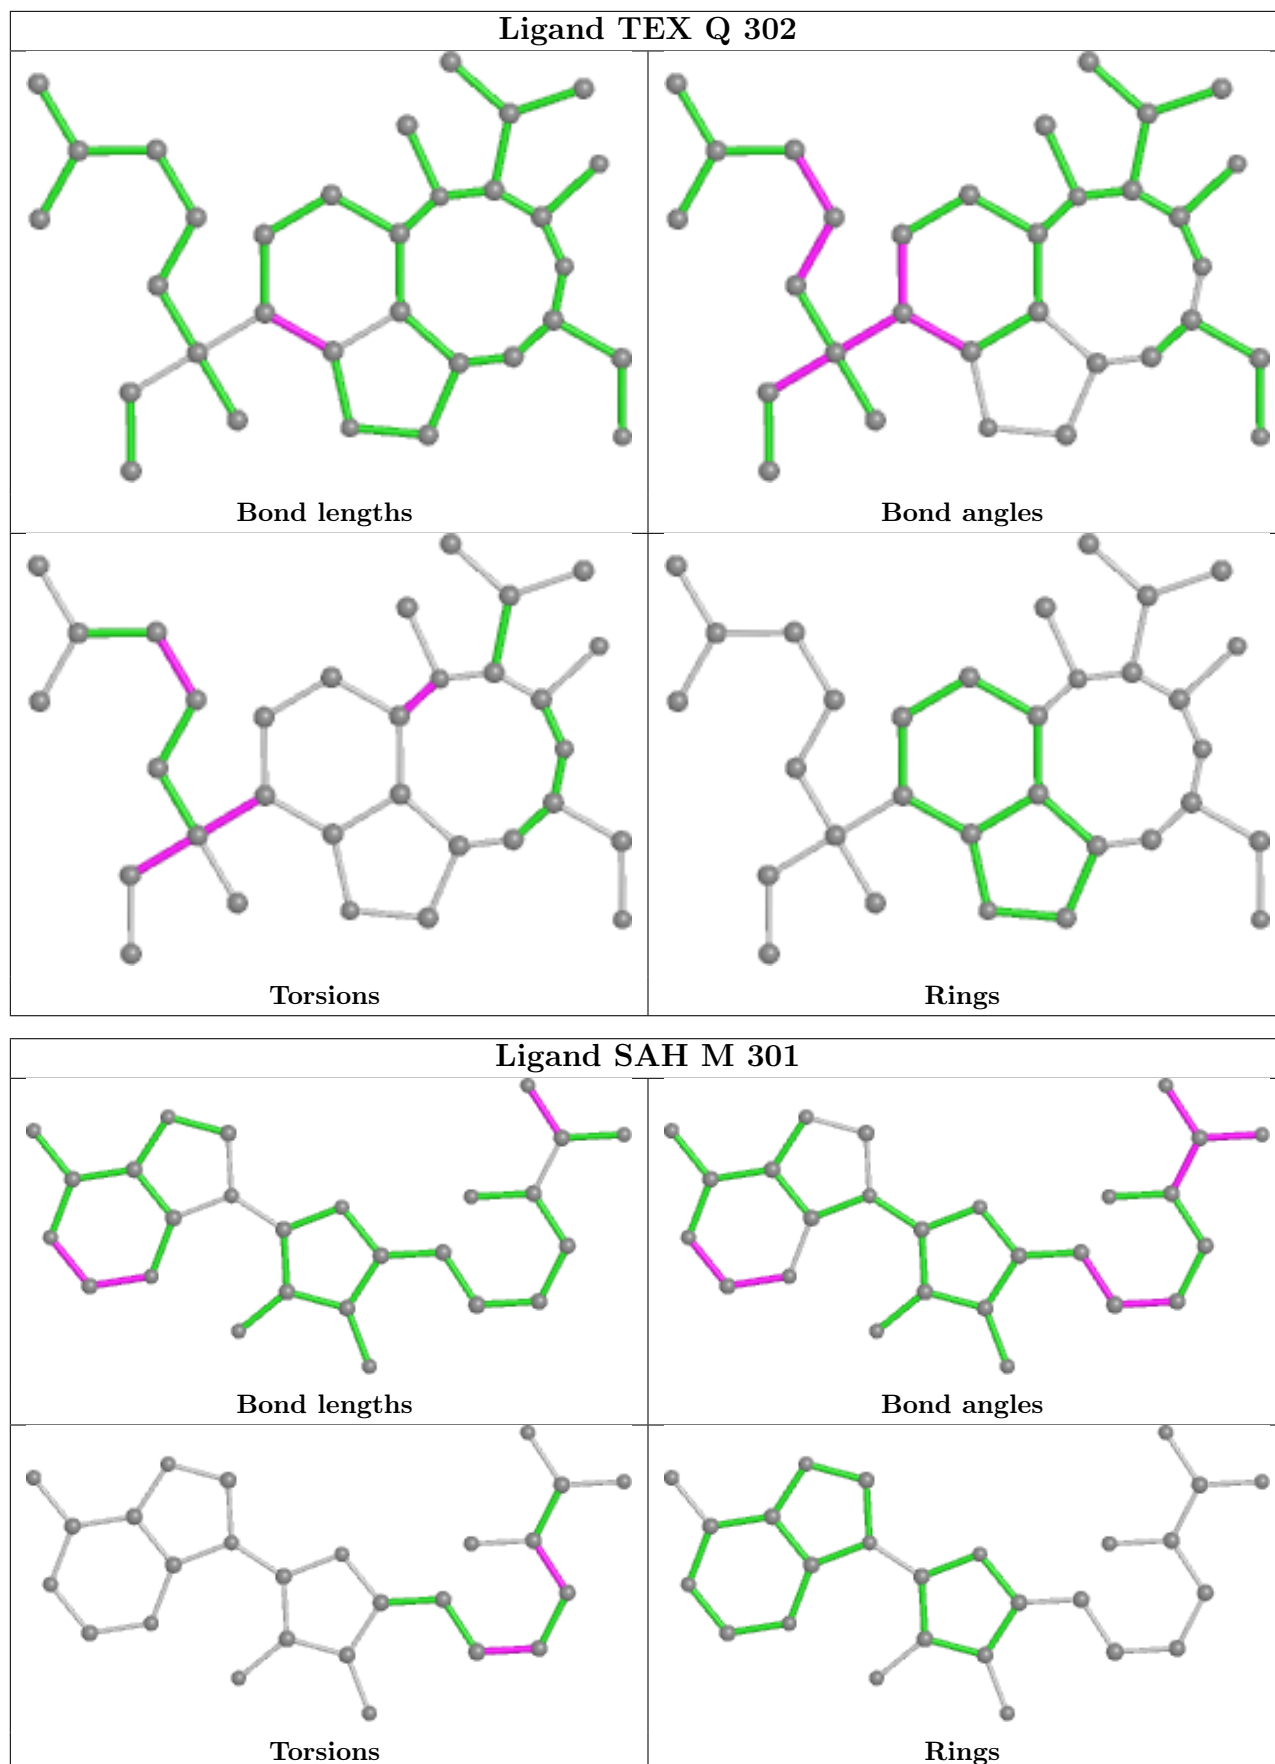 Ligand TEX Q 302
Bond lengths
Bond angles
Torsions
Rings
Ligand SAH M 301
Bond lengths
Bond angles
Torsions
Rings